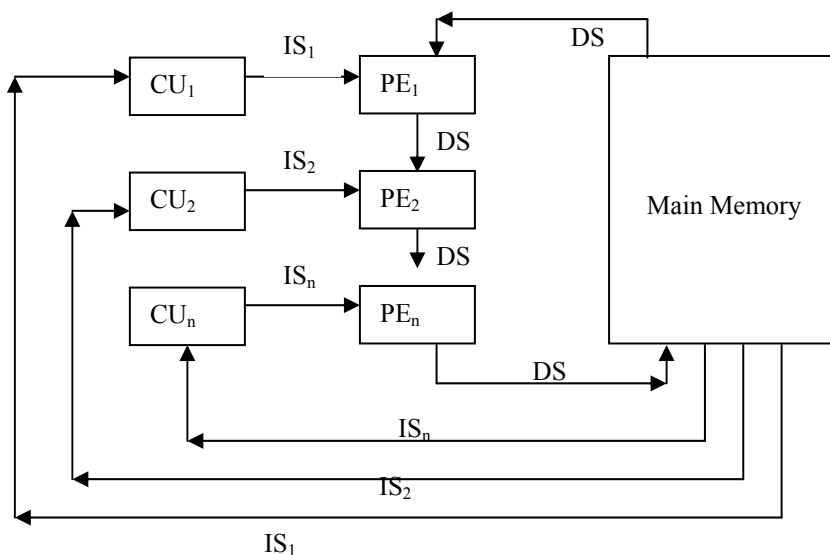 IS₁
DS
CU₁
PE₁
DS
IS₂
CU₂
PE₂
Main Memory
DS
ISₙ
CUₙ
PEₙ
DS
ISₙ
IS₂
IS₁